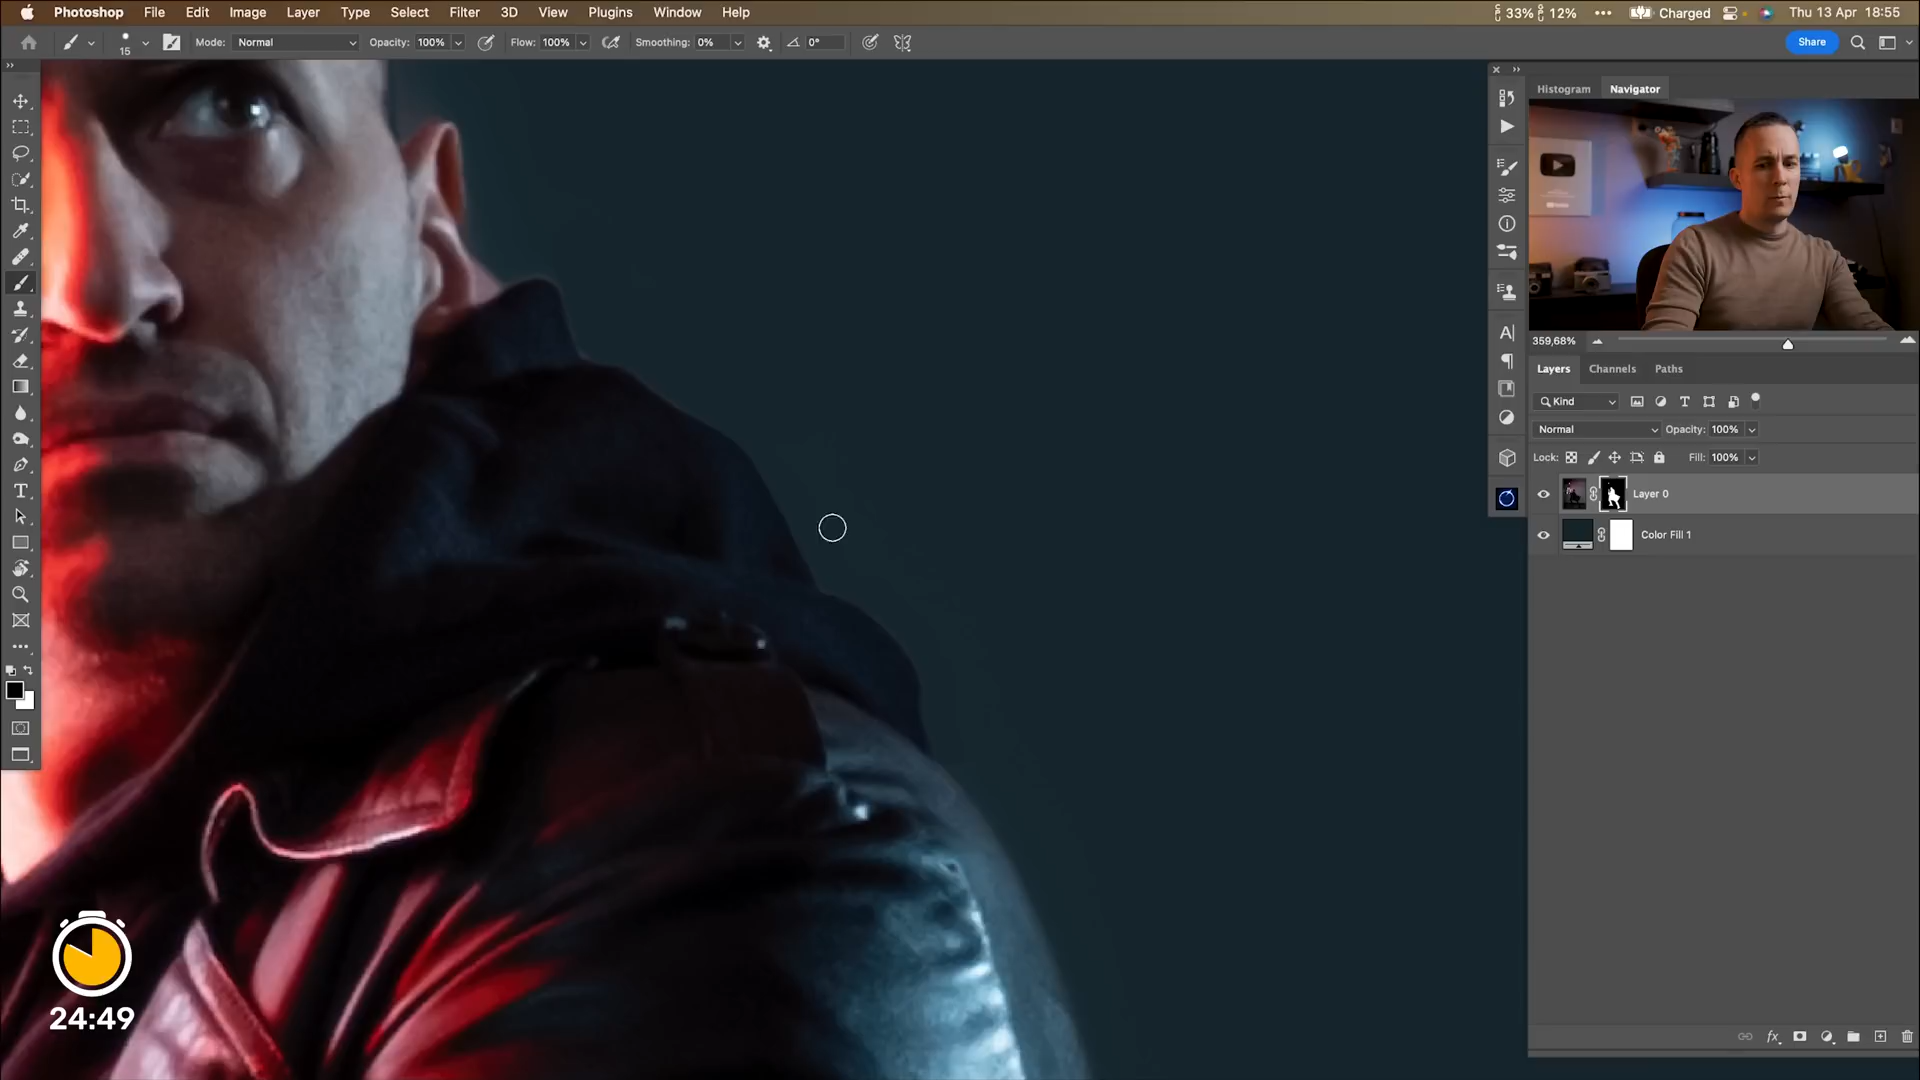 Photoshop File Edit Image Layer Type Select Filter 3D View Plugins Window Help 33% 12% Charged Thu 13 Apr 18:55
15 Mode: Normal Opacity: 100% Flow: 100% Smoothing: 0% 0° Share
Histogram Navigator
359,68%
Layers Channels Paths
Kind
Normal Opacity: 100%
Lock: Fill: 100%
Layer 0
Color Fill 1
24:49